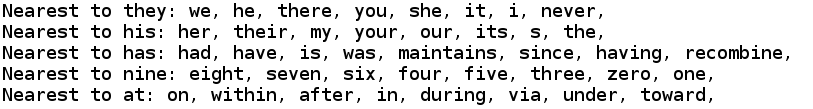 Nearest to they: we, he, there, you, she, it, i, never,
Nearest to his: her, their, my, your, our, its, s, the,
Nearest to has: had, have, is, was, maintains, since, having, recombine,
Nearest to nine: eight, seven, six, four, five, three, zero, one,
Nearest to at: on, within, after, in, during, via, under, toward,